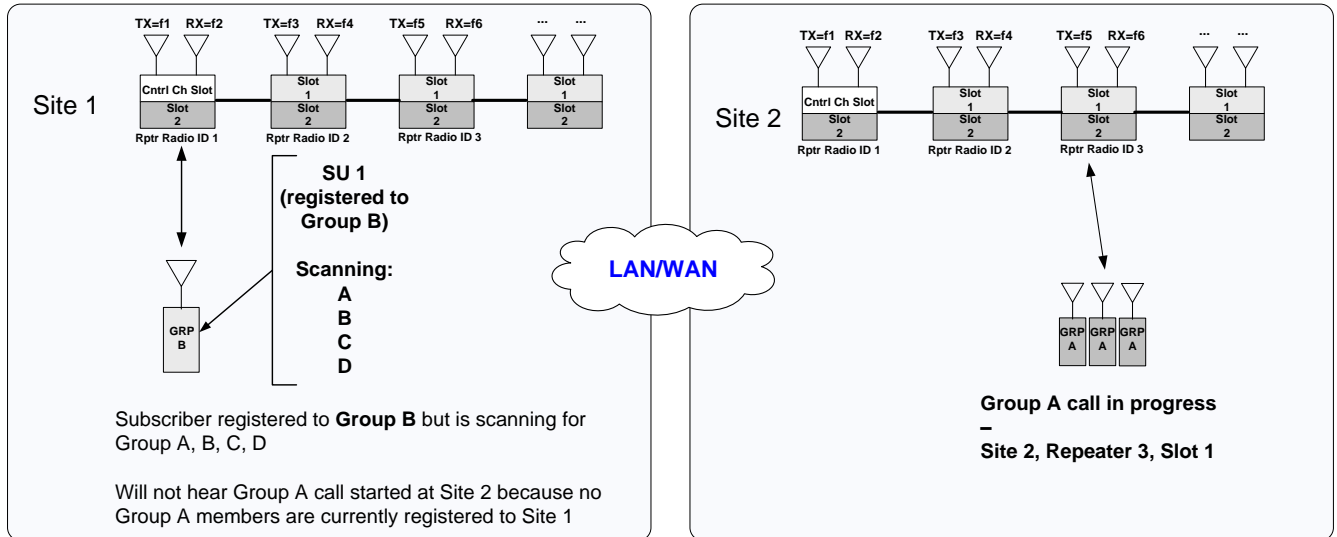 TX=f1 RX=f2 TX=f3 RX=f4 TX=f5 RX=f6 ... ...
Site 1
Cntrl Ch Slot
Slot
2
Rptr Radio ID 1
Slot
1
Slot
2
Rptr Radio ID 2
Slot
1
Slot
2
Rptr Radio ID 3
Slot
1
Slot
2
SU 1
(registered to
Group B)
Scanning:
A
B
C
D
GRP
B
Subscriber registered to Group B but is scanning for
Group A, B, C, D
Will not hear Group A call started at Site 2 because no
Group A members are currently registered to Site 1
LAN/WAN
TX=f1 RX=f2 TX=f3 RX=f4 TX=f5 RX=f6 ... ...
Site 2
Cntrl Ch Slot
Slot
2
Rptr Radio ID 1
Slot
1
Slot
2
Rptr Radio ID 2
Slot
1
Slot
2
Rptr Radio ID 3
Slot
1
Slot
2
GRP
A
GRP
A
GRP
A
Group A call in progress
–
Site 2, Repeater 3, Slot 1